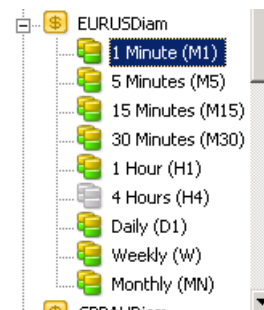 EURUSDiam
1 Minute (M1)
5 Minutes (M5)
15 Minutes (M15)
30 Minutes (M30)
1 Hour (H1)
4 Hours (H4)
Daily (D1)
Weekly (W)
Monthly (MN)